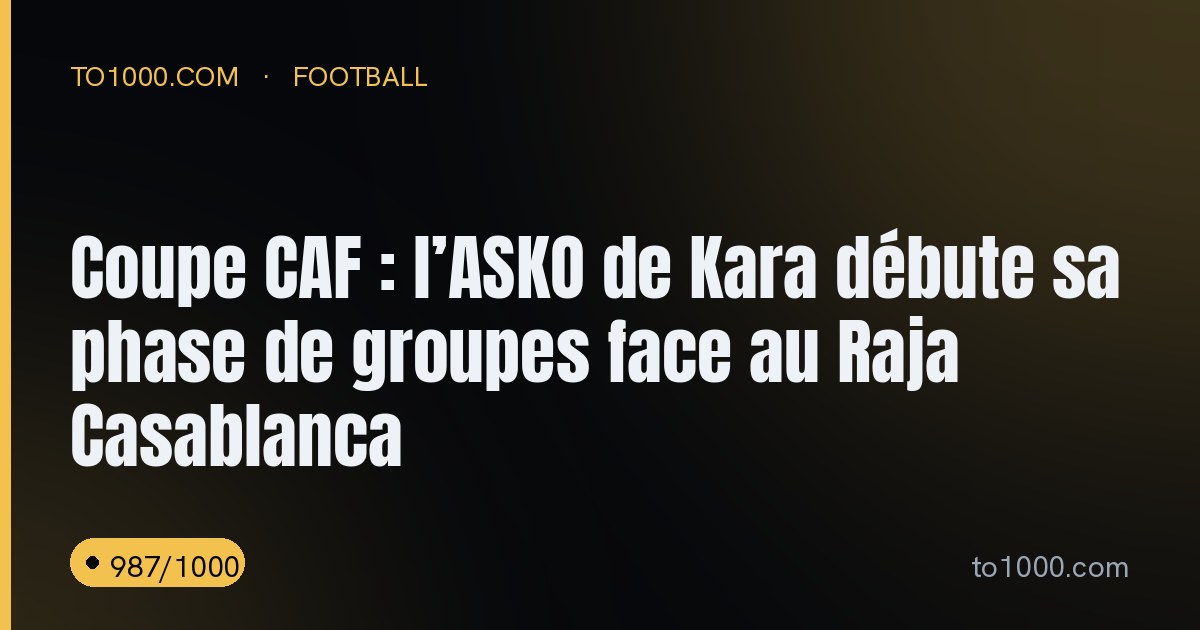 TO1000.COM · FOOTBALL
Coupe CAF : l’ASKO de Kara débute sa
phase de groupes face au Raja
Casablanca
987/1000
to1000.com